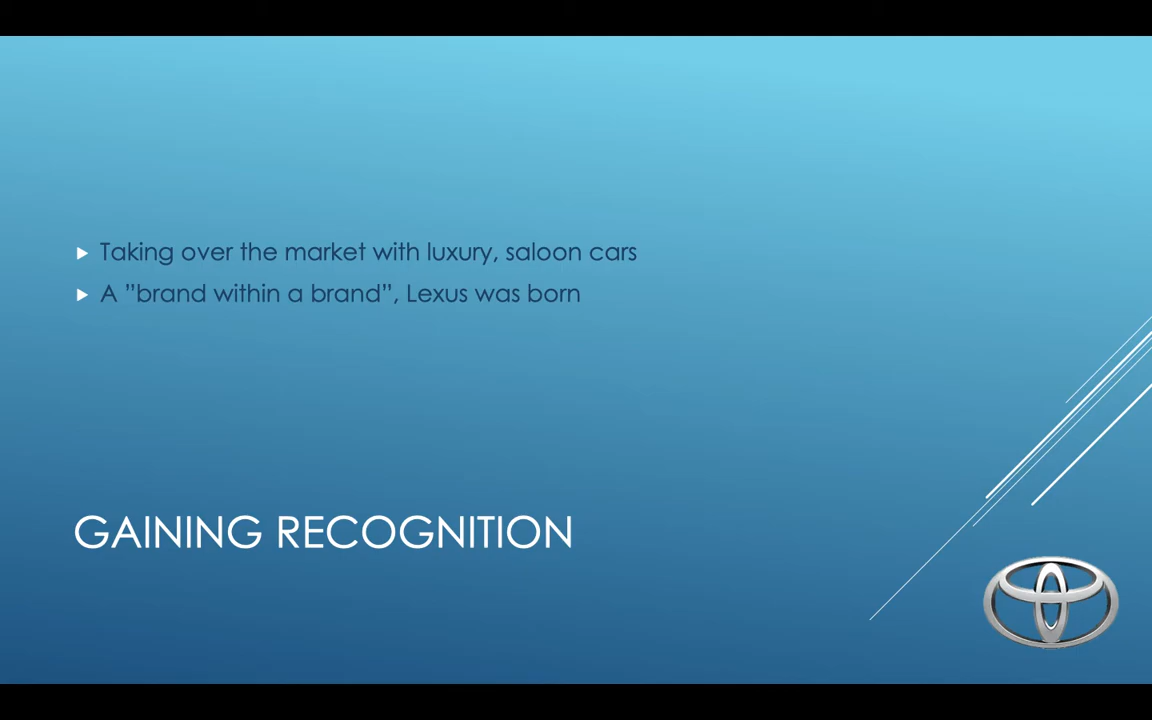 Taking over the market with luxury, saloon cars
A ”brand within a brand”, Lexus was born
GAINING RECOGNITION